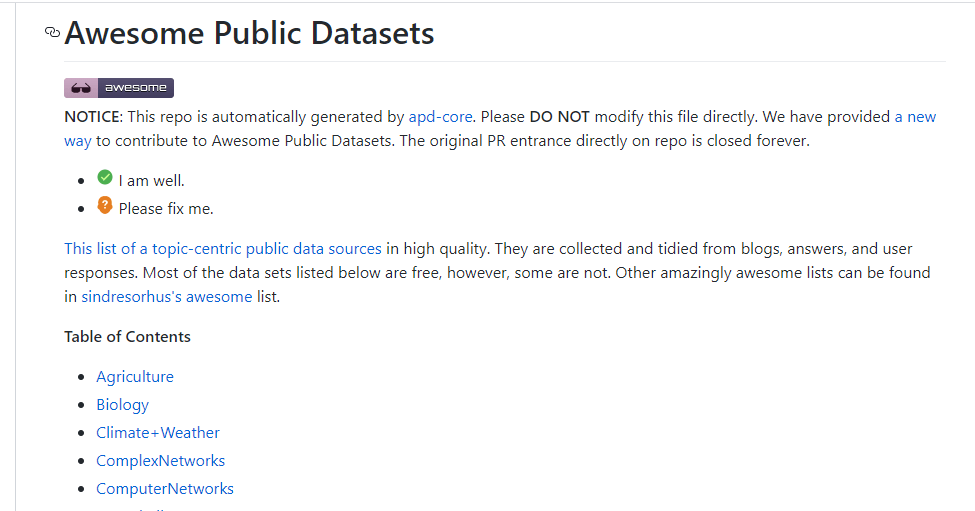 Awesome Public Datasets
awesome
NOTICE: This repo is automatically generated by apd-core. Please DO NOT modify this file directly. We have provided a new
way to contribute to Awesome Public Datasets. The original PR entrance directly on repo is closed forever.
I am well.
Please fix me.
This list of a topic-centric public data sources in high quality. They are collected and tidied from blogs, answers, and user
responses. Most of the data sets listed below are free, however, some are not. Other amazingly awesome lists can be found
in sindresorhus's awesome list.
Table of Contents
Agriculture
Biology
Climate+Weather
ComplexNetworks
ComputerNetworks